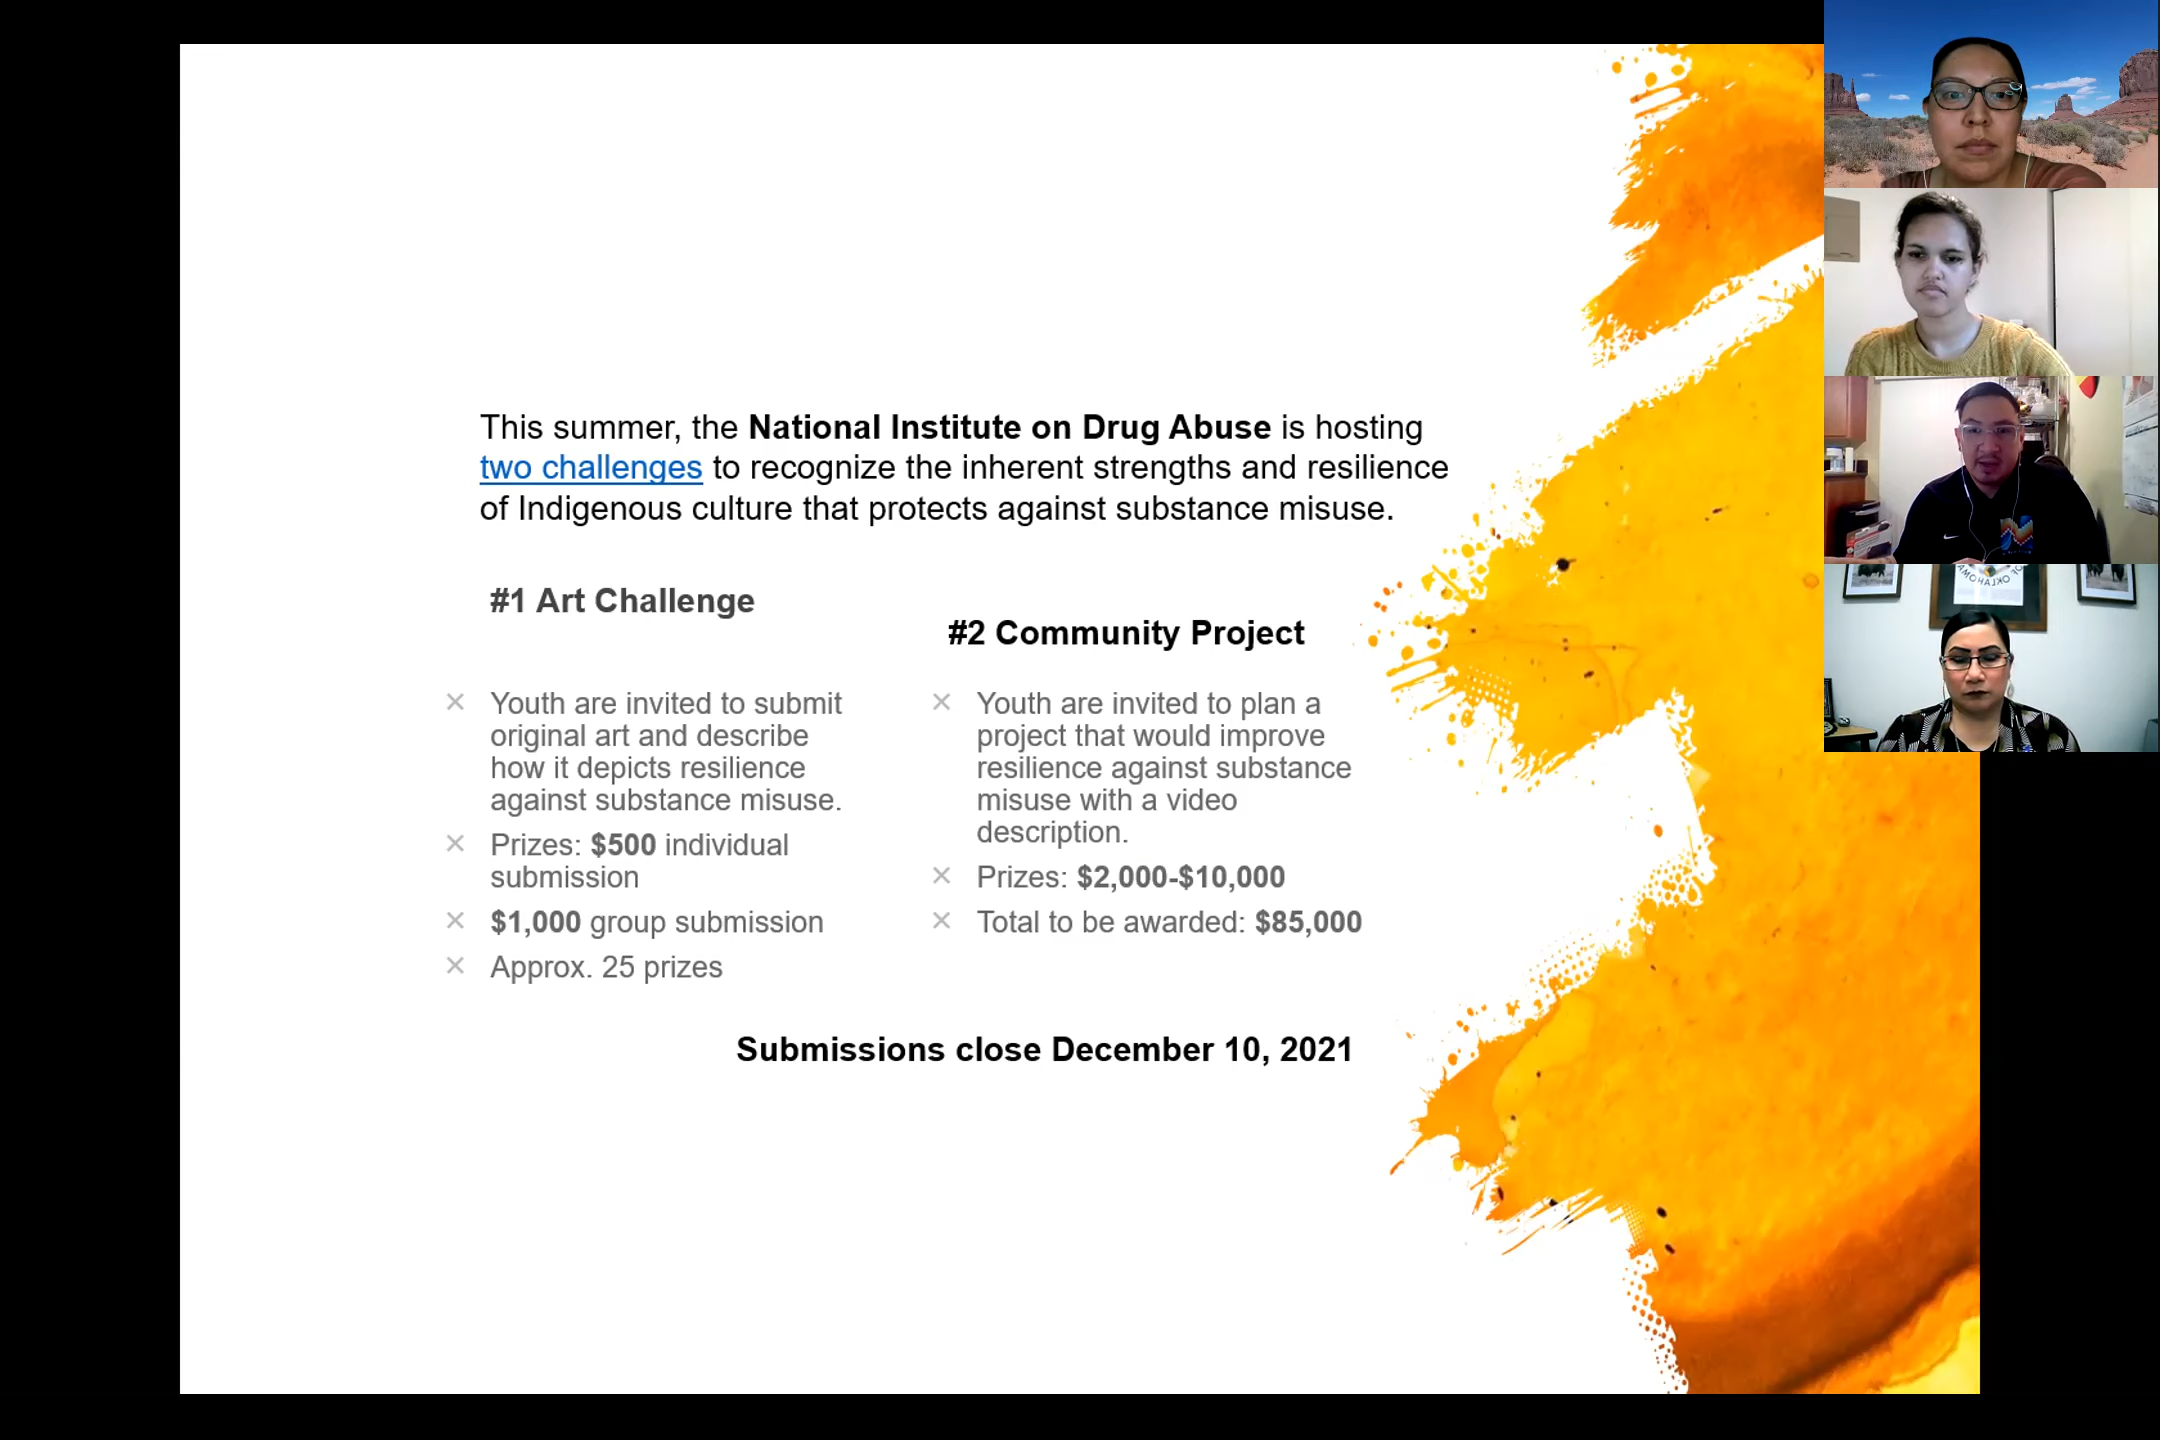 This summer, the National Institute on Drug Abuse is hosting
two challenges to recognize the inherent strengths and resilience
of Indigenous culture that protects against substance misuse.
#1 Art Challenge
Youth are invited to submit
original art and describe
how it depicts resilience
against substance misuse.
Prizes: $500 individual
submission
$1,000 group submission
Approx. 25 prizes
#2 Community Project
Youth are invited to plan a
project that would improve
resilience against substance
misuse with a video
description.
Prizes: $2,000-$10,000
Total to be awarded: $85,000
Submissions close December 10, 2021
OF OKLAHOMA